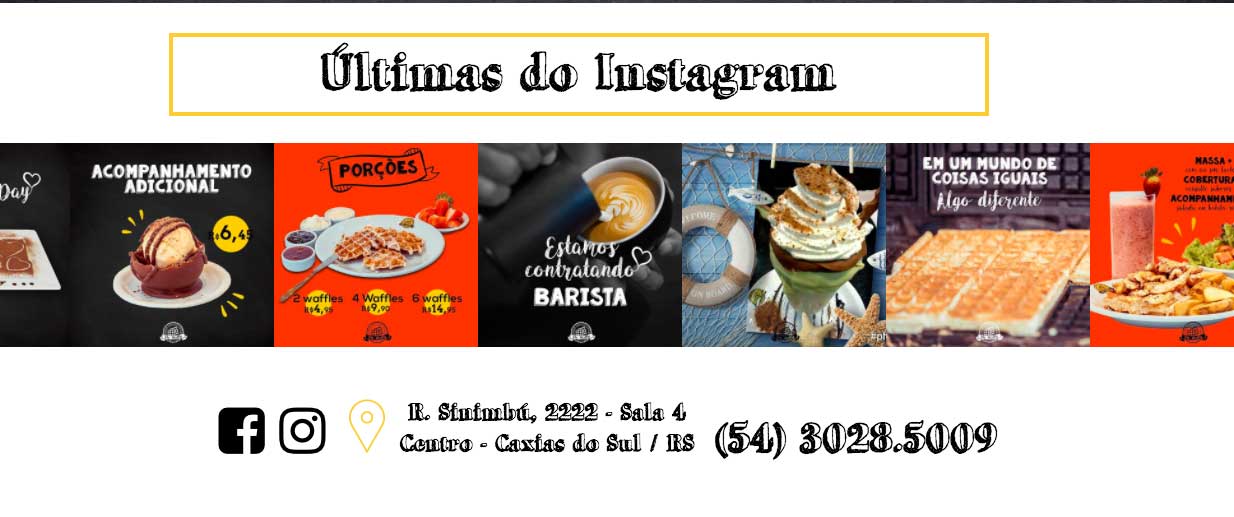 Últimas do Instagram
Day
ACOMPANHAMENTO
ADICIONAL
R$6,45
PORÇÕES
2 waffles
R$4,95
4 Waffles
R$9,90
6 waffles
R$14,95
Estamos
contratando
BARISTA
ON BOARD
EM UM MUNDO DE
COISAS IGUAIS
Algo diferente
MASSA +
COBERTURA
R. Sinimbú, 2222 - Sala 4
Centro - Caxias do Sul / RS
(54) 3028.5009